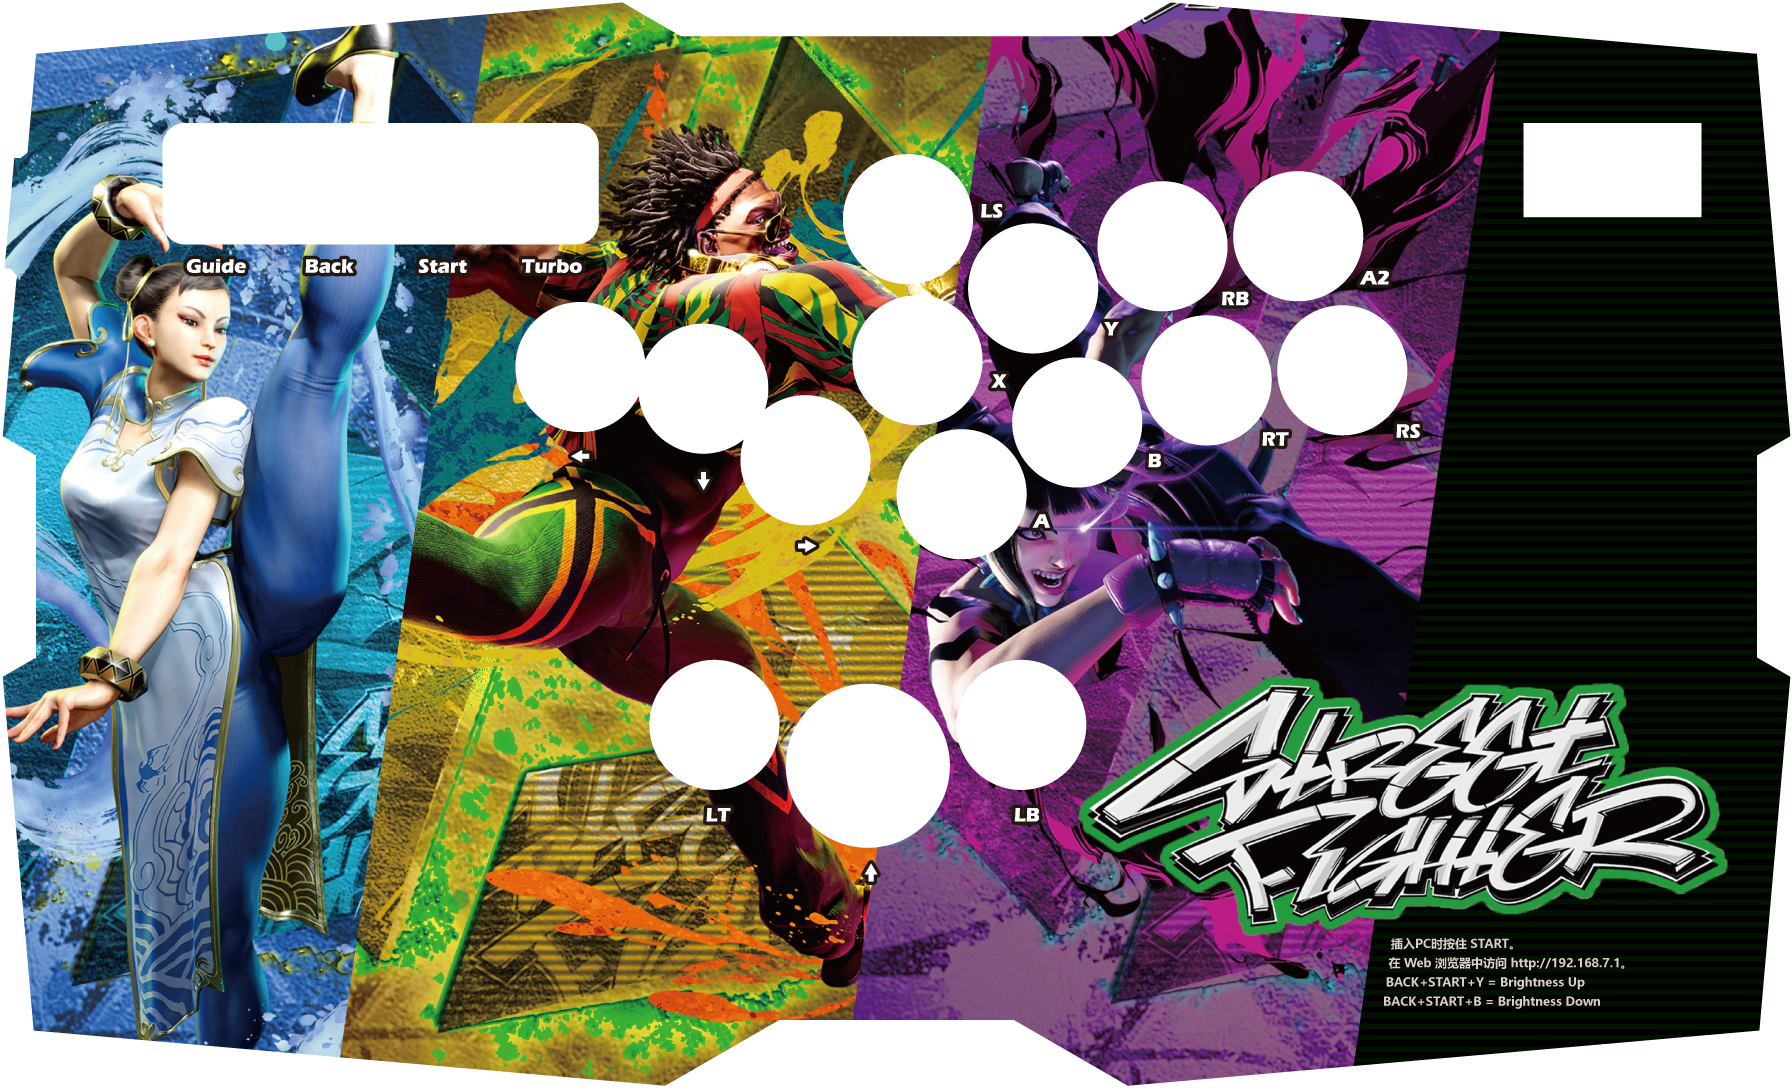 LS
A2
RB
Guide
Back
Start
Turbo
Y
X
RS
RT
B
←
↓
A
→
STREET
FIGHTER
LT
LB
↑
插入PC时按住 START。
在 Web 浏览器中访问 http://192.168.7.1。
BACK+START+Y = Brightness Up
BACK+START+B = Brightness Down